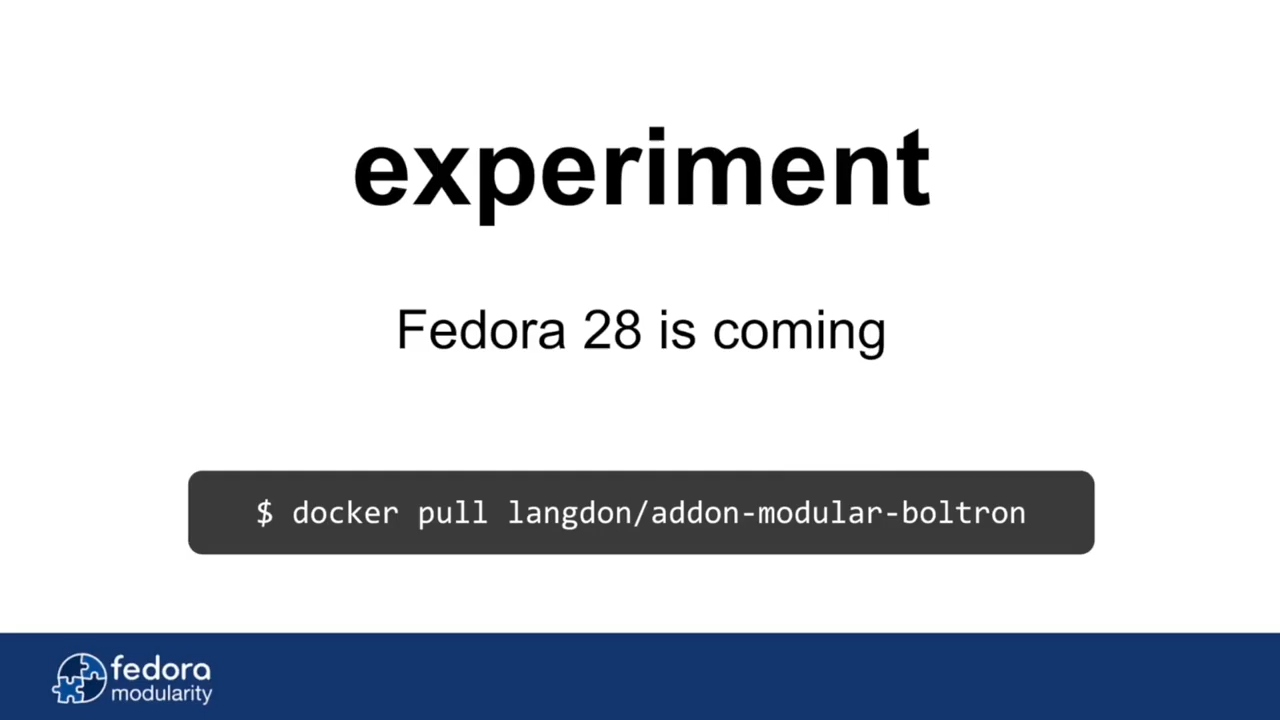 experiment
Fedora 28 is coming
$ docker pull langdon/addon-modular-boltron
fedora
modularity